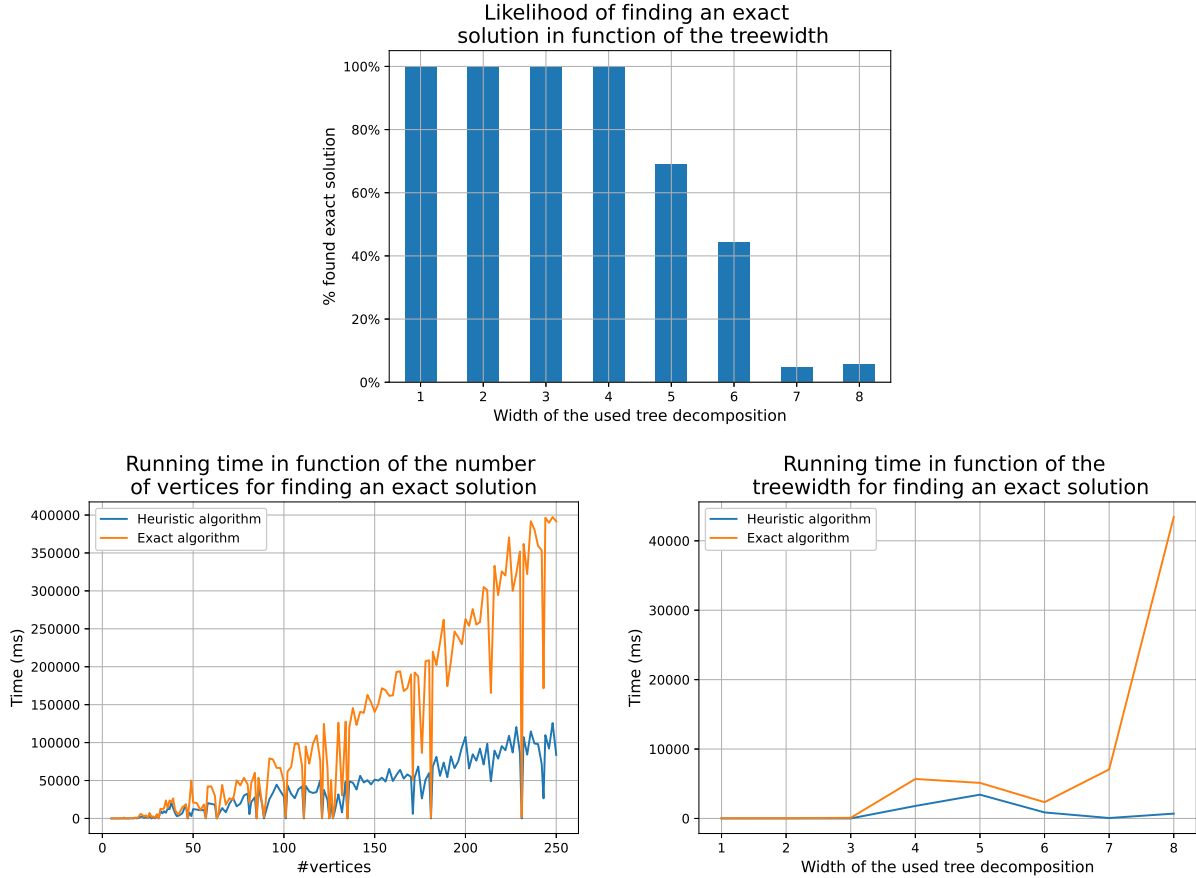 Likelihood of finding an exact
solution in function of the treewidth
100%
80%
60%
40%
20%
0%
% found exact solution
1 2 3 4 5 6 7 8
Width of the used tree decomposition
Running time in function of the number
of vertices for finding an exact solution
Heuristic algorithm
Exact algorithm
400000
350000
300000
250000
200000
150000
100000
50000
0
Time (ms)
0 50 100 150 200 250
#vertices
Running time in function of the
treewidth for finding an exact solution
Heuristic algorithm
Exact algorithm
40000
30000
20000
10000
0
Time (ms)
1 2 3 4 5 6 7 8
Width of the used tree decomposition